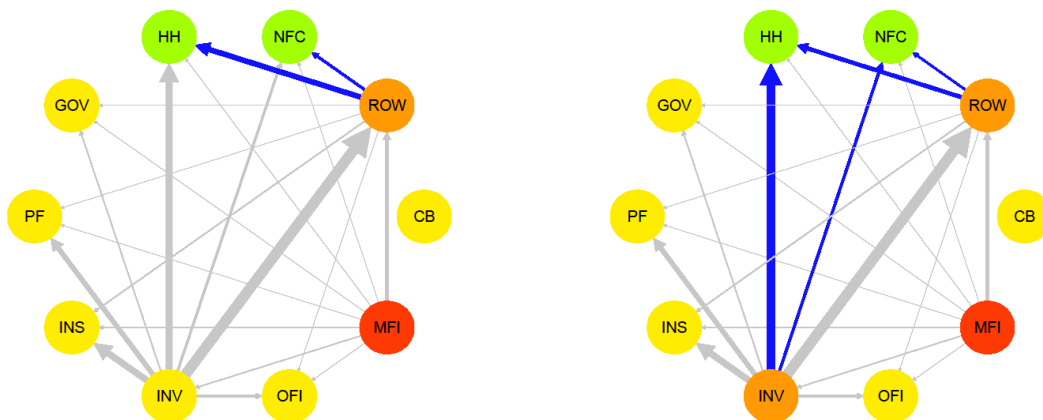 HH NFC
GOV ROW
PF CB
INS MFI
INV OFI
HH NFC
GOV ROW
PF CB
INS MFI
INV OFI